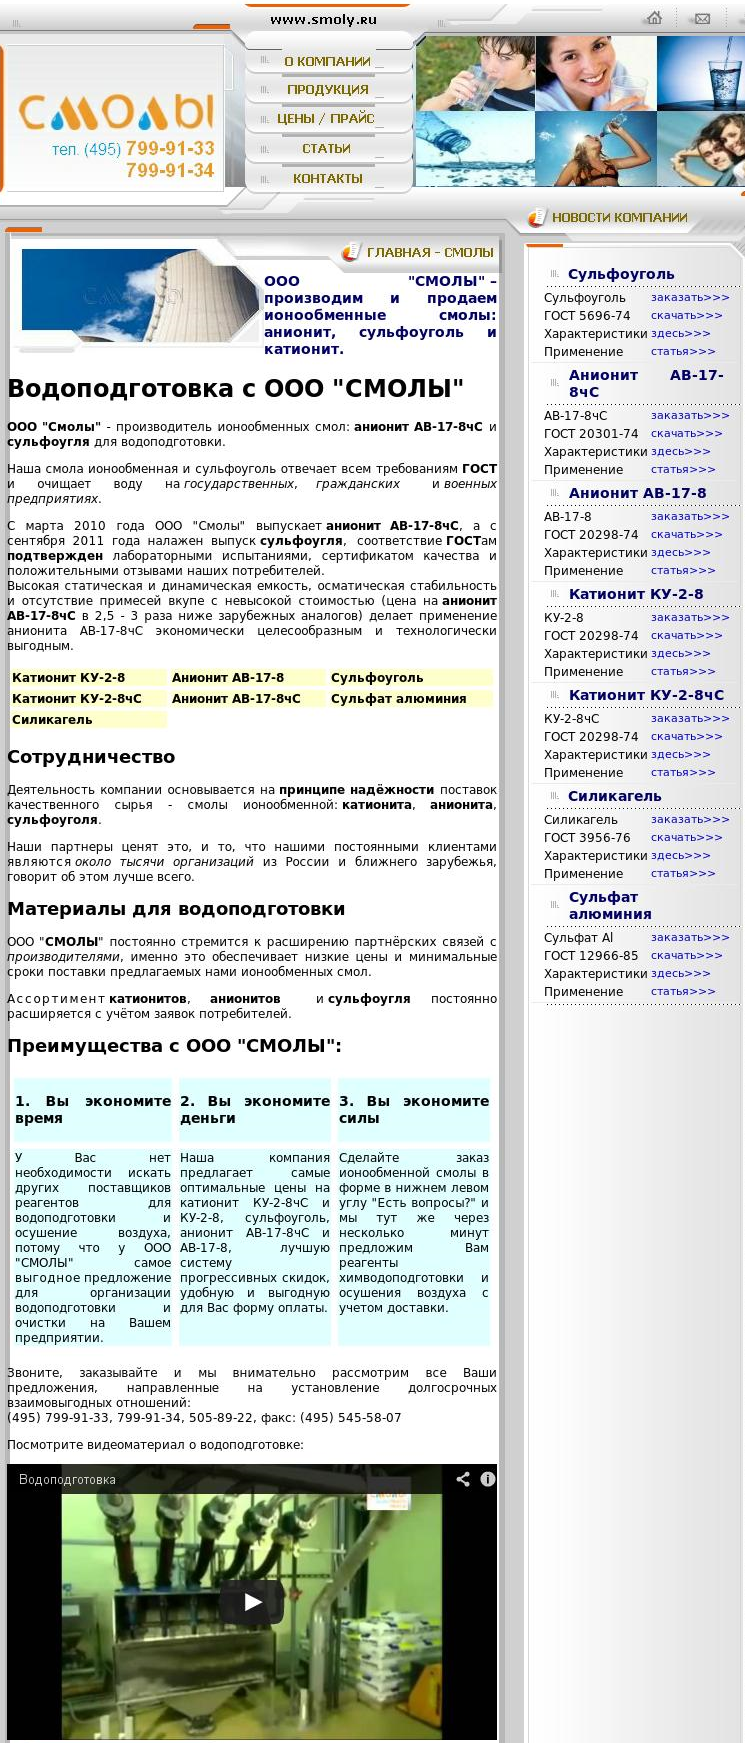 www.smoly.ru
СМОЛЫ
тел. (495) 799-91-33
799-91-34
О КОМПАНИИ
ПРОДУКЦИЯ
ЦЕНЫ / ПРАЙС
СТАТЬИ
КОНТАКТЫ
НОВОСТИ КОМПАНИИ
ГЛАВНАЯ - СМОЛЫ
ООО "СМОЛЫ" –
производим и продаем
ионообменные смолы:
анионит, сульфоуголь и
катионит.
Водоподготовка с ООО "СМОЛЫ"
ООО "Смолы" - производитель ионообменных смол: анионит АВ-17-8чС и
сульфоугля для водоподготовки.
Наша смола ионообменная и сульфоуголь отвечает всем требованиям ГОСТ
и очищает воду на государственных, гражданских и военных
предприятиях.
С марта 2010 года ООО "Смолы" выпускает анионит АВ-17-8чС, а с
сентября 2011 года налажен выпуск сульфоугля, соответствие ГОСТам
подтвержден лабораторными испытаниями, сертификатом качества и
положительными отзывами наших потребителей.
Высокая статическая и динамическая емкость, осматическая стабильность
и отсутствие примесей вкупе с невысокой стоимостью (цена на анионит
АВ-17-8чС в 2,5 - 3 раза ниже зарубежных аналогов) делает применение
анионита АВ-17-8чС экономически целесообразным и технологически
выгодным.
Катионит КУ-2-8 Анионит АВ-17-8 Сульфоуголь
Катионит КУ-2-8чС Анионит АВ-17-8чС Сульфат алюминия
Силикагель
Сотрудничество
Деятельность компании основывается на принципе надёжности поставок
качественного сырья - смолы ионообменной: катионита, анионита,
сульфоуголя.
Наши партнеры ценят это, и то, что нашими постоянными клиентами
являются около тысячи организаций из России и ближнего зарубежья,
говорит об этом лучше всего.
Материалы для водоподготовки
ООО "СМОЛЫ" постоянно стремится к расширению партнёрских связей с
производителями, именно это обеспечивает низкие цены и минимальные
сроки поставки предлагаемых нами ионообменных смол.
Ассортимент катионитов, анионитов и сульфоугля постоянно
расширяется с учётом заявок потребителей.
Преимущества с ООО "СМОЛЫ":
1. Вы экономите
время
2. Вы экономите
деньги
3. Вы экономите
силы
У Вас нет
необходимости искать
других поставщиков
реагентов для
водоподготовки и
осушение воздуха,
потому что у ООО
"СМОЛЫ" самое
выгодное предложение
для организации
водоподготовки и
очистки на Вашем
предприятии.
Наша компания
предлагает самые
оптимальные цены на
катионит КУ-2-8чС и
КУ-2-8, сульфоуголь,
анионит АВ-17-8чС и
АВ-17-8, лучшую
систему
прогрессивных скидок,
удобную и выгодную
для Вас форму оплаты.
Сделайте заказ
ионообменной смолы в
форме в нижнем левом
углу "Есть вопросы?" и
мы тут же через
несколько минут
предложим Вам
реагенты
химводоподготовки и
осушения воздуха с
учетом доставки.
Звоните, заказывайте и мы внимательно рассмотрим все Ваши
предложения, направленные на установление долгосрочных
взаимовыгодных отношений:
(495) 799-91-33, 799-91-34, 505-89-22, факс: (495) 545-58-07
Посмотрите видеоматериал о водоподготовке:
Водоподготовка
Сульфоуголь
Сульфоуголь заказать>>>
ГОСТ 5696-74 скачать>>>
Характеристики здесь>>>
Применение статья>>>
Анионит АВ-17-
8чС
АВ-17-8чС заказать>>>
ГОСТ 20301-74 скачать>>>
Характеристики здесь>>>
Применение статья>>>
Анионит АВ-17-8
АВ-17-8 заказать>>>
ГОСТ 20298-74 скачать>>>
Характеристики здесь>>>
Применение статья>>>
Катионит КУ-2-8
КУ-2-8 заказать>>>
ГОСТ 20298-74 скачать>>>
Характеристики здесь>>>
Применение статья>>>
Катионит КУ-2-8чС
КУ-2-8чС заказать>>>
ГОСТ 20298-74 скачать>>>
Характеристики здесь>>>
Применение статья>>>
Силикагель
Силикагель заказать>>>
ГОСТ 3956-76 скачать>>>
Характеристики здесь>>>
Применение статья>>>
Сульфат
алюминия
Сульфат Al заказать>>>
ГОСТ 12966-85 скачать>>>
Характеристики здесь>>>
Применение статья>>>